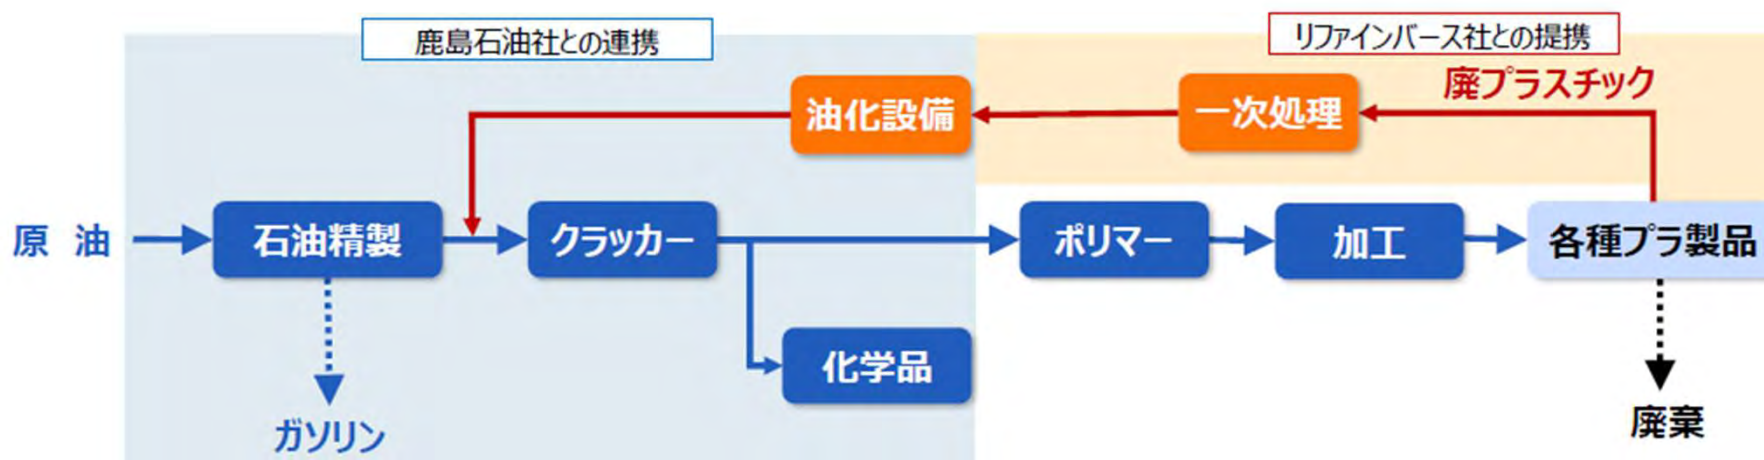 鹿島石油社との連携
リファインバース社との提携
廃プラスチック
油化設備
一次処理
原 油
石油精製
クラッカー
ポリマー
加工
各種プラ製品
化学品
ガソリン
廃棄